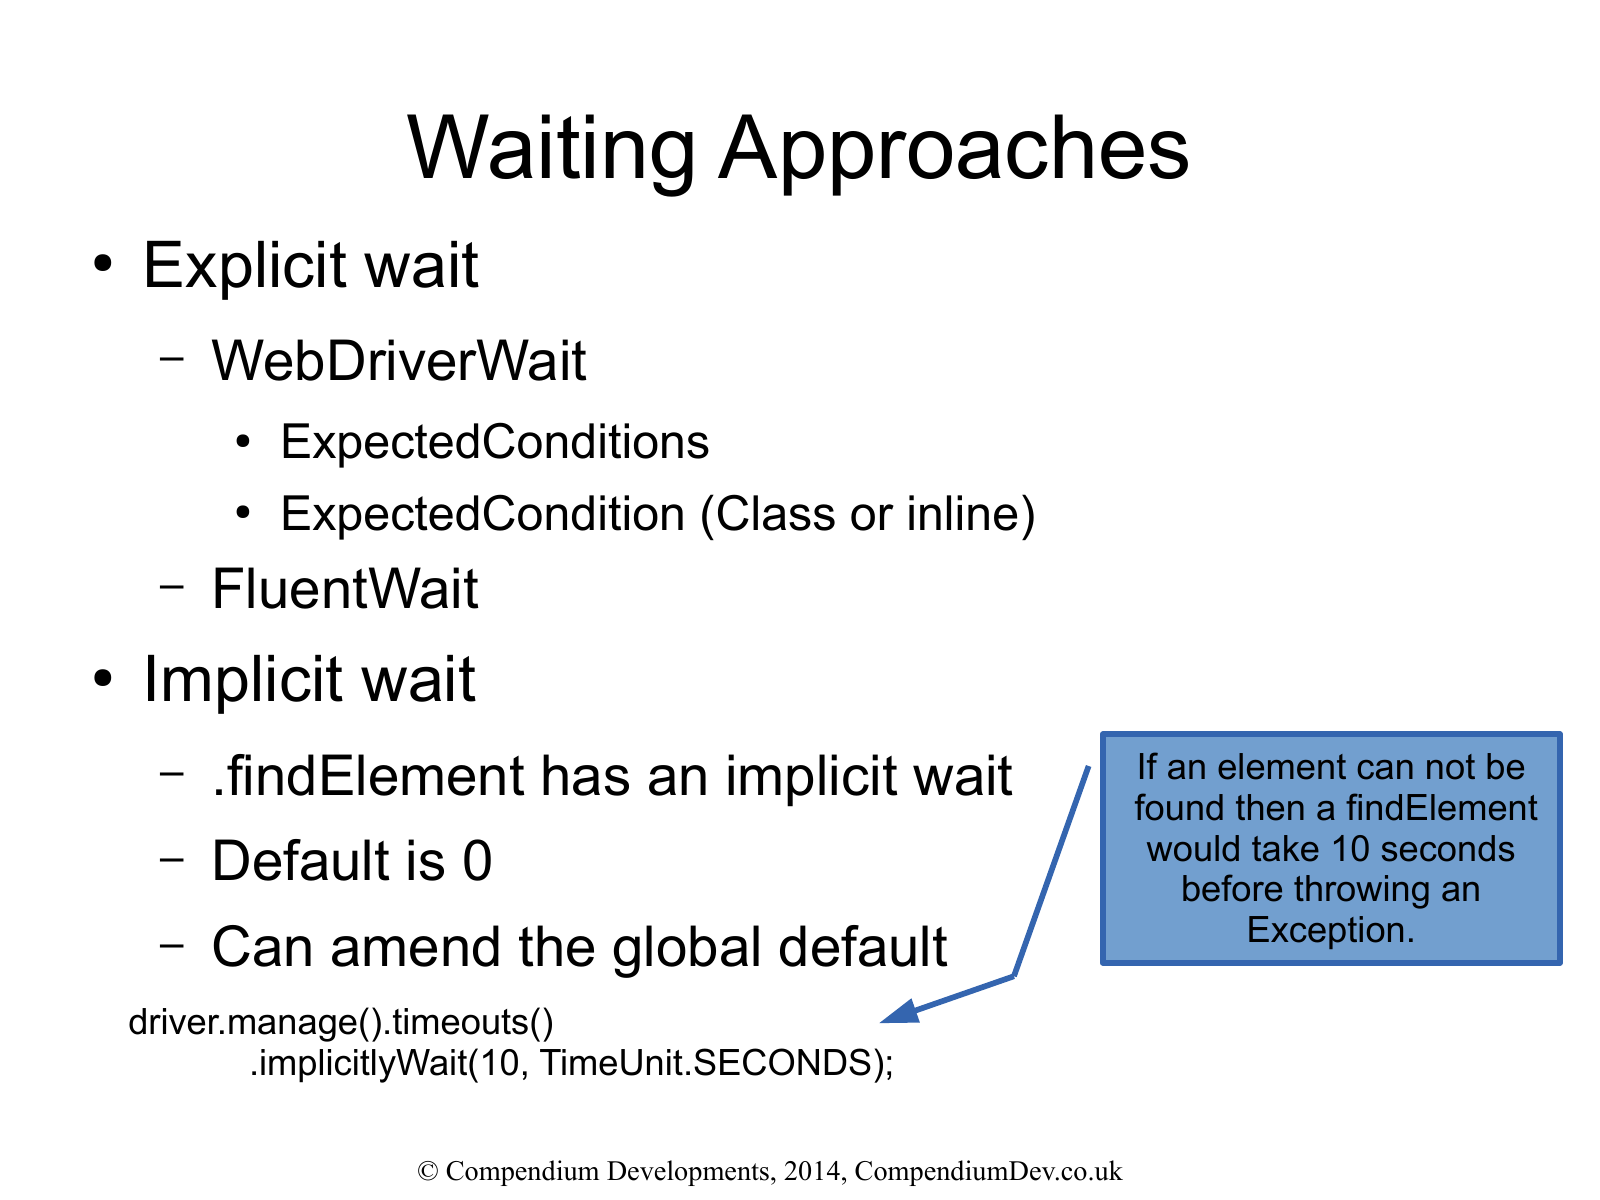 Waiting Approaches
● Explicit wait
– WebDriverWait
● ExpectedConditions
● ExpectedCondition (Class or inline)
– FluentWait
● Implicit wait
– .findElement has an implicit wait
– Default is 0
– Can amend the global default
driver.manage().timeouts()
.implicitlyWait(10, TimeUnit.SECONDS);
If an element can not be
found then a findElement
would take 10 seconds
before throwing an
Exception.
© Compendium Developments, 2014, CompendiumDev.co.uk